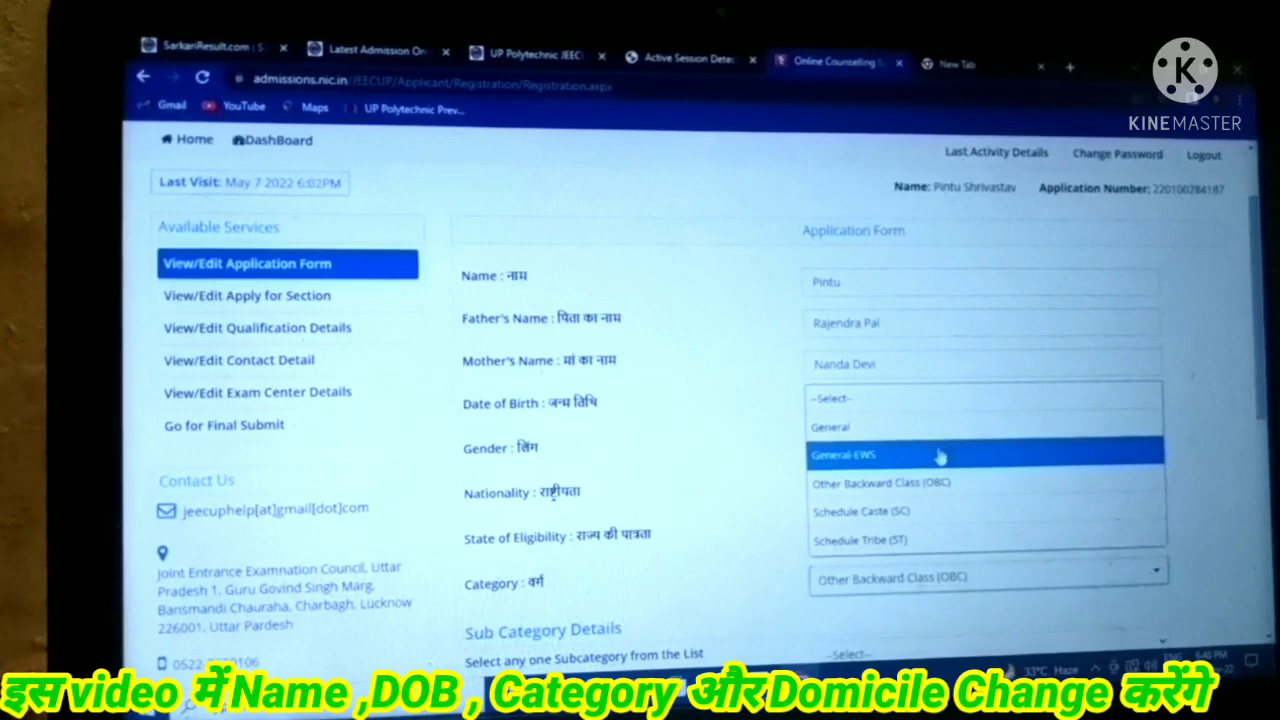 SarkariResult.com : S
Latest Admission On
UP Polytechnic JEEC
Active Session Dete
Online Counselling S
New Tab
admissions.nic.in/JEECUP/Applicant/Registration/Registration.aspx
Gmail YouTube Maps UP Polytechnic Prev...
KINEMASTER
Home DashBoard
Last Activity Details Change Password Logout
Last Visit: May 7 2022 6:02PM
Name: Pintu Shrivastav Application Number: 220100284187
Available Services
Application Form
View/Edit Application Form
View/Edit Apply for Section
View/Edit Qualification Details
View/Edit Contact Detail
View/Edit Exam Center Details
Go for Final Submit
Name : नाम Pintu
Father's Name : पिता का नाम Rajendra Pal
Mother's Name : मां का नाम Nanda Devi
Date of Birth : जन्म तिथि
Gender : लिंग
Nationality : राष्ट्रीयता
State of Eligibility : राज्य की पात्रता
Category : वर्ग
--Select--
General
General-EWS
Other Backward Class (OBC)
Schedule Caste (SC)
Schedule Tribe (ST)
Other Backward Class (OBC)
Contact Us
jeecuphelp[at]gmail[dot]com
Joint Entrance Examnation Council, Uttar
Pradesh 1, Guru Govind Singh Marg,
Bansmandi Chauraha, Charbagh, Lucknow
226001, Uttar Pardesh
Sub Category Details
Select any one Subcategory from the List
--Select--
33°C Haze ENG 6:40 PM
इस video में Name ,DOB , Category और Domicile Change करेंगे